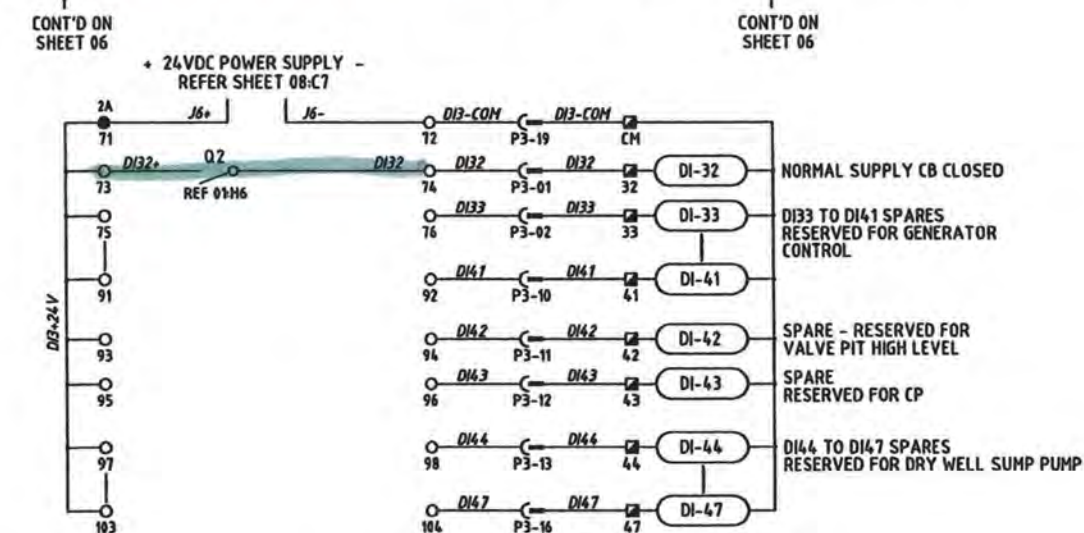 CONT'D ON
SHEET 06
CONT'D ON
SHEET 06
+ 24VDC POWER SUPPLY -
REFER SHEET 08:C7
2A J6+ J6- DI3-COM DI3-COM
71 72 P3-19 CM
DI32+ Q2 DI32 DI32 DI32 DI-32 NORMAL SUPPLY CB CLOSED
73 REF 01:H6 74 P3-01 32
DI33 DI33 DI-33 DI33 TO DI41 SPARES
75 76 P3-02 33 RESERVED FOR GENERATOR
CONTROL
DI41 DI41 DI-41
91 92 P3-10 41
DI3+24V
DI42 DI42 DI-42 SPARE - RESERVED FOR
93 94 P3-11 42 VALVE PIT HIGH LEVEL
DI43 DI43 DI-43 SPARE
95 96 P3-12 43 RESERVED FOR CP
DI44 DI44 DI-44 DI44 TO DI47 SPARES
97 98 P3-13 44 RESERVED FOR DRY WELL SUMP PUMP
DI47 DI47 DI-47
103 104 P3-16 47